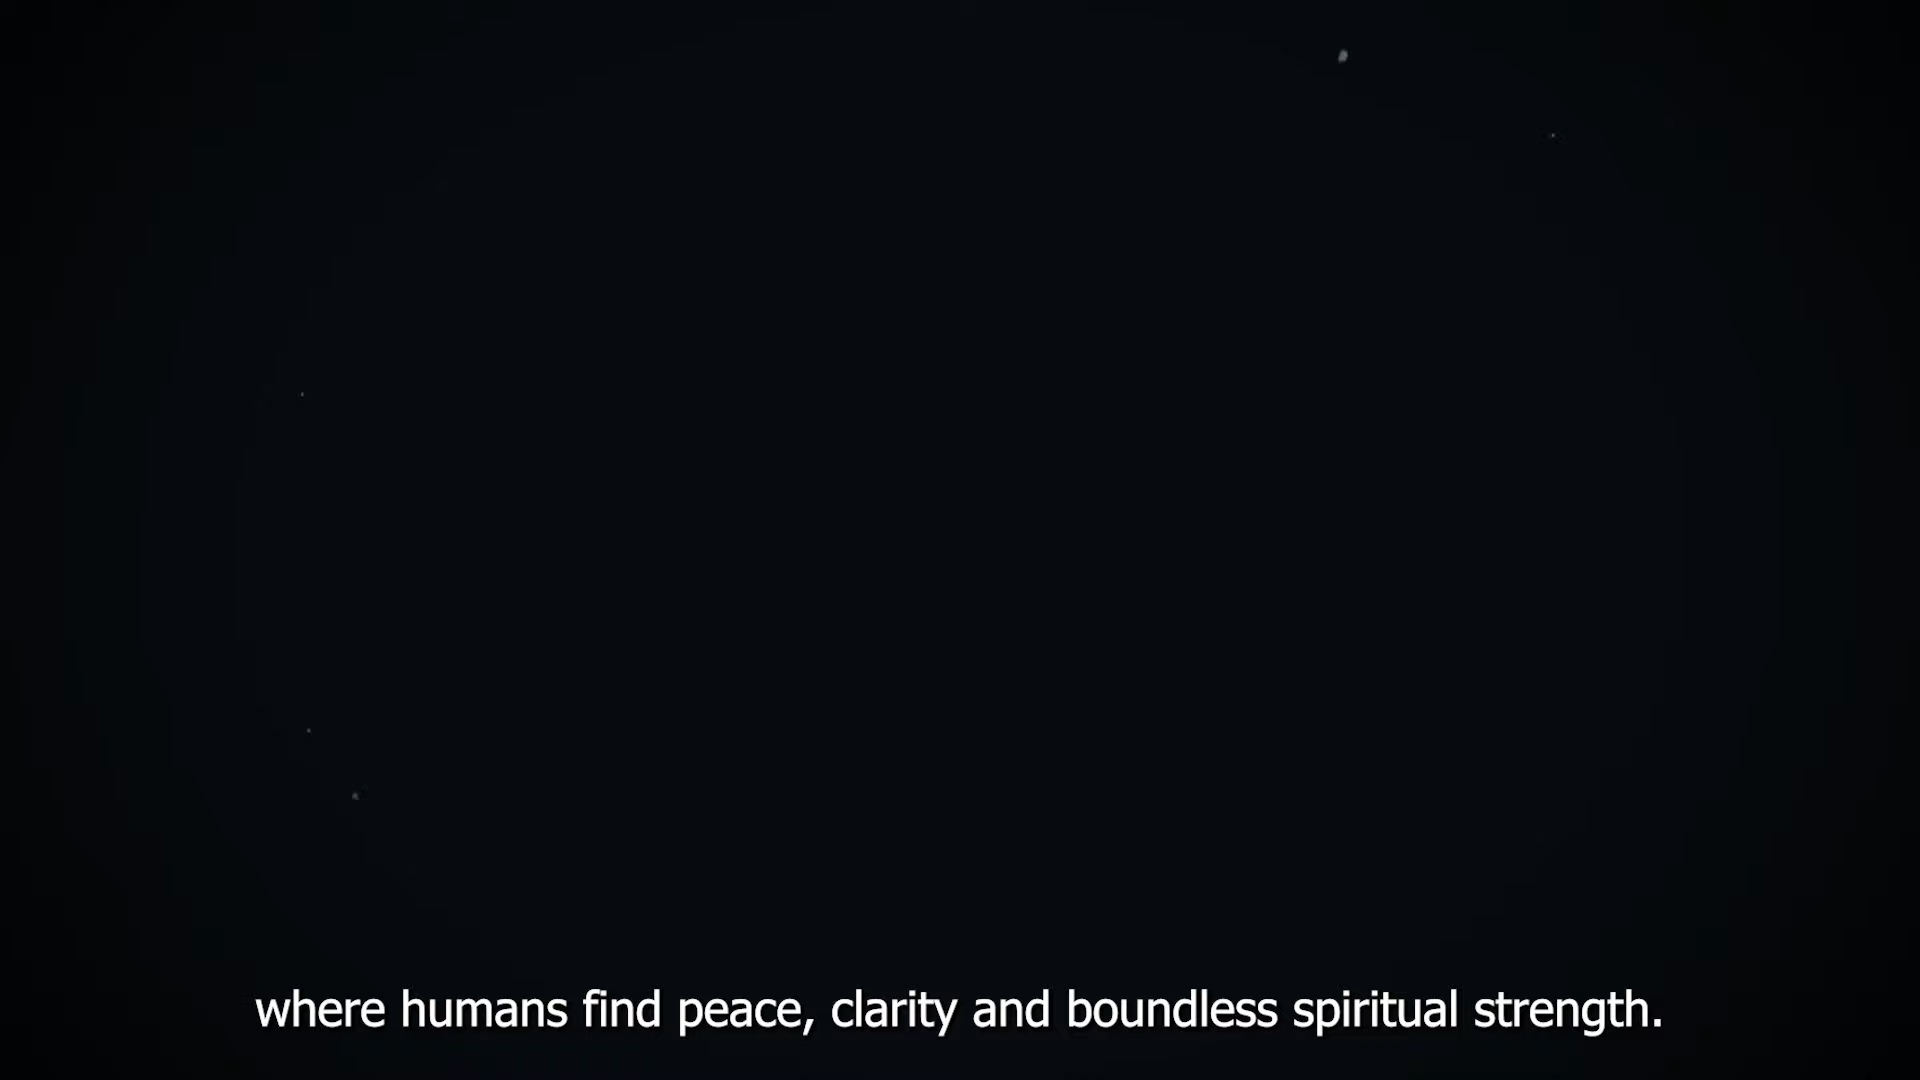 where humans find peace, clarity and boundless spiritual strength.